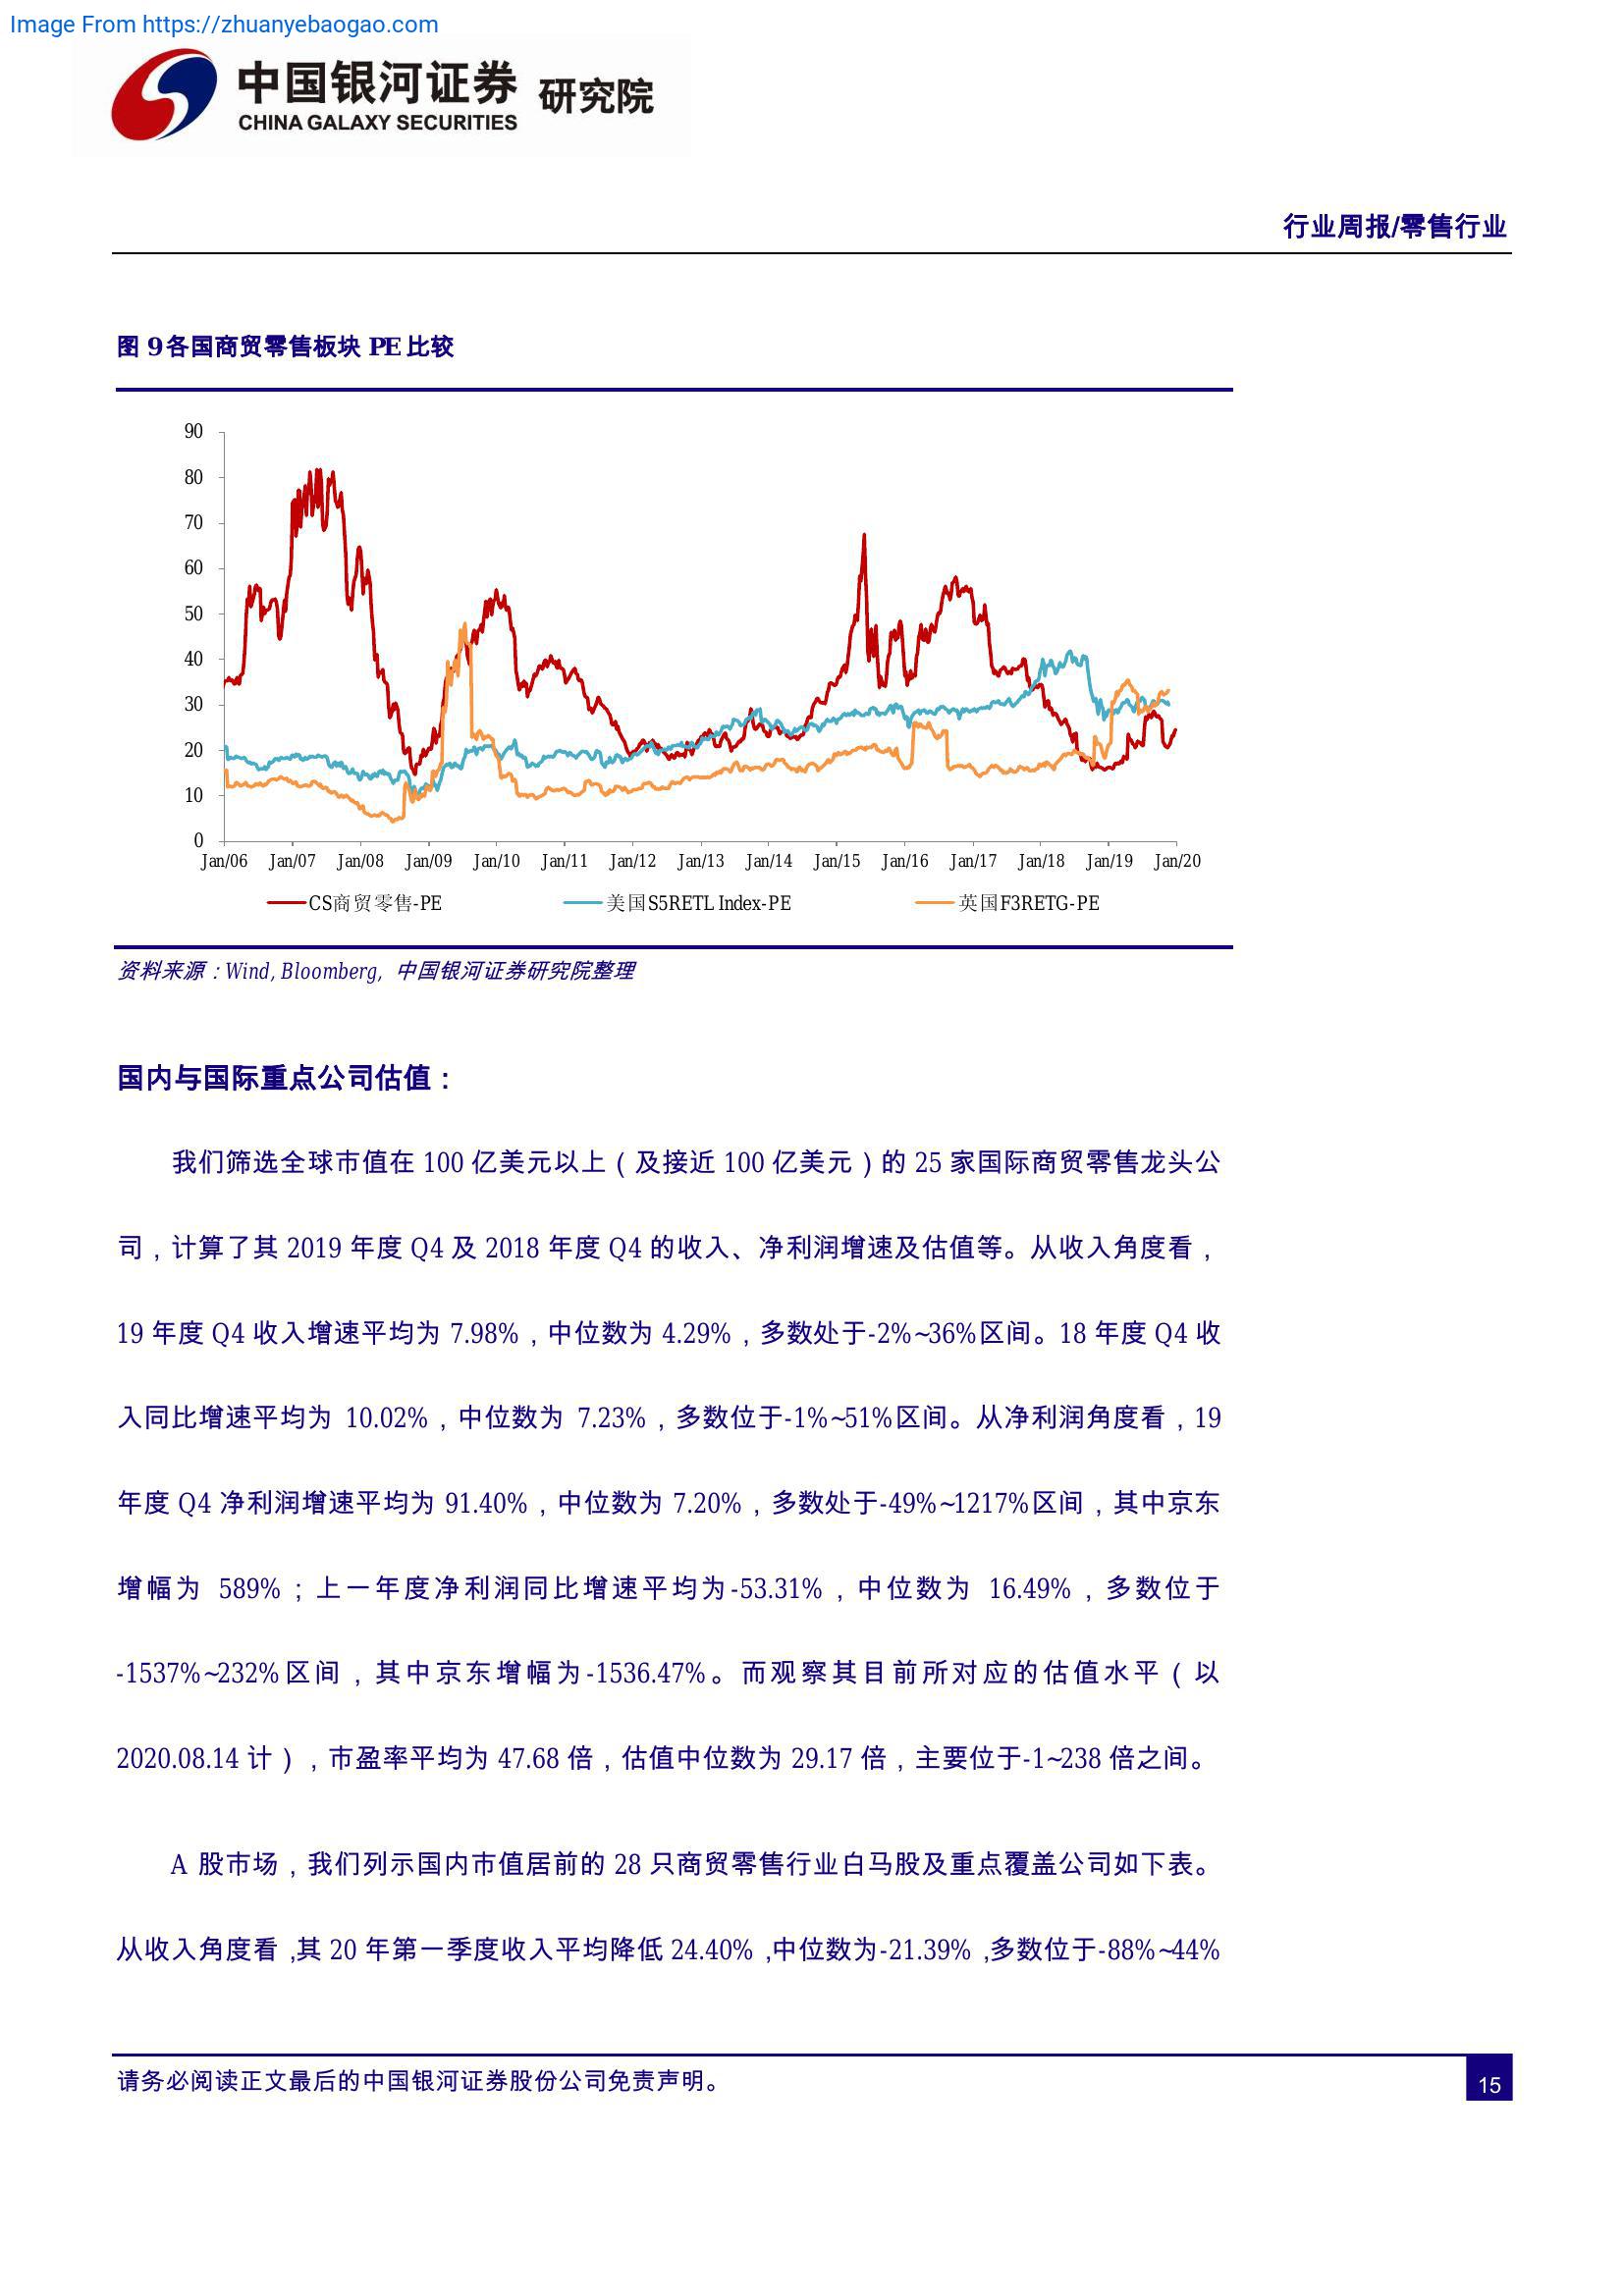 Image From https://zhuanyebaogao.com
中国银河证券 研究院
CHINA GALAXY SECURITIES
行业周报/零售行业
图 9 各国商贸零售板块 PE 比较
90
80
70
60
50
40
30
20
10
0
Jan/06 Jan/07 Jan/08 Jan/09 Jan/10 Jan/11 Jan/12 Jan/13 Jan/14 Jan/15 Jan/16 Jan/17 Jan/18 Jan/19 Jan/20
CS商贸零售-PE 美国S5RETL Index-PE 英国F3RETG-PE
资料来源：Wind, Bloomberg, 中国银河证券研究院整理
国内与国际重点公司估值：
我们筛选全球市值在 100 亿美元以上（及接近 100 亿美元）的 25 家国际商贸零售龙头公
司，计算了其 2019 年度 Q4 及 2018 年度 Q4 的收入、净利润增速及估值等。从收入角度看，
19 年度 Q4 收入增速平均为 7.98%，中位数为 4.29%，多数处于-2%~36%区间。18 年度 Q4 收
入同比增速平均为 10.02%，中位数为 7.23%，多数位于-1%~51%区间。从净利润角度看，19
年度 Q4 净利润增速平均为 91.40%，中位数为 7.20%，多数处于-49%~1217%区间，其中京东
增幅为 589%；上一年度净利润同比增速平均为-53.31%，中位数为 16.49%，多数位于
-1537%~232%区间，其中京东增幅为-1536.47%。而观察其目前所对应的估值水平（以
2020.08.14 计），市盈率平均为 47.68 倍，估值中位数为 29.17 倍，主要位于-1~238 倍之间。
A 股市场，我们列示国内市值居前的 28 只商贸零售行业白马股及重点覆盖公司如下表。
从收入角度看,其 20 年第一季度收入平均降低 24.40%,中位数为-21.39%,多数位于-88%~44%
请务必阅读正文最后的中国银河证券股份公司免责声明。
15